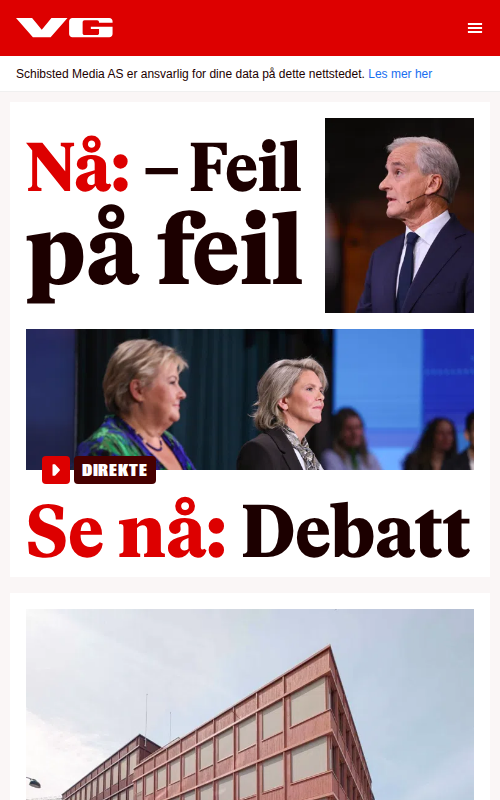 VG
Schibsted Media AS er ansvarlig for dine data på dette nettstedet. Les mer her
Nå: – Feil
på feil
DIREKTE
Se nå: Debatt